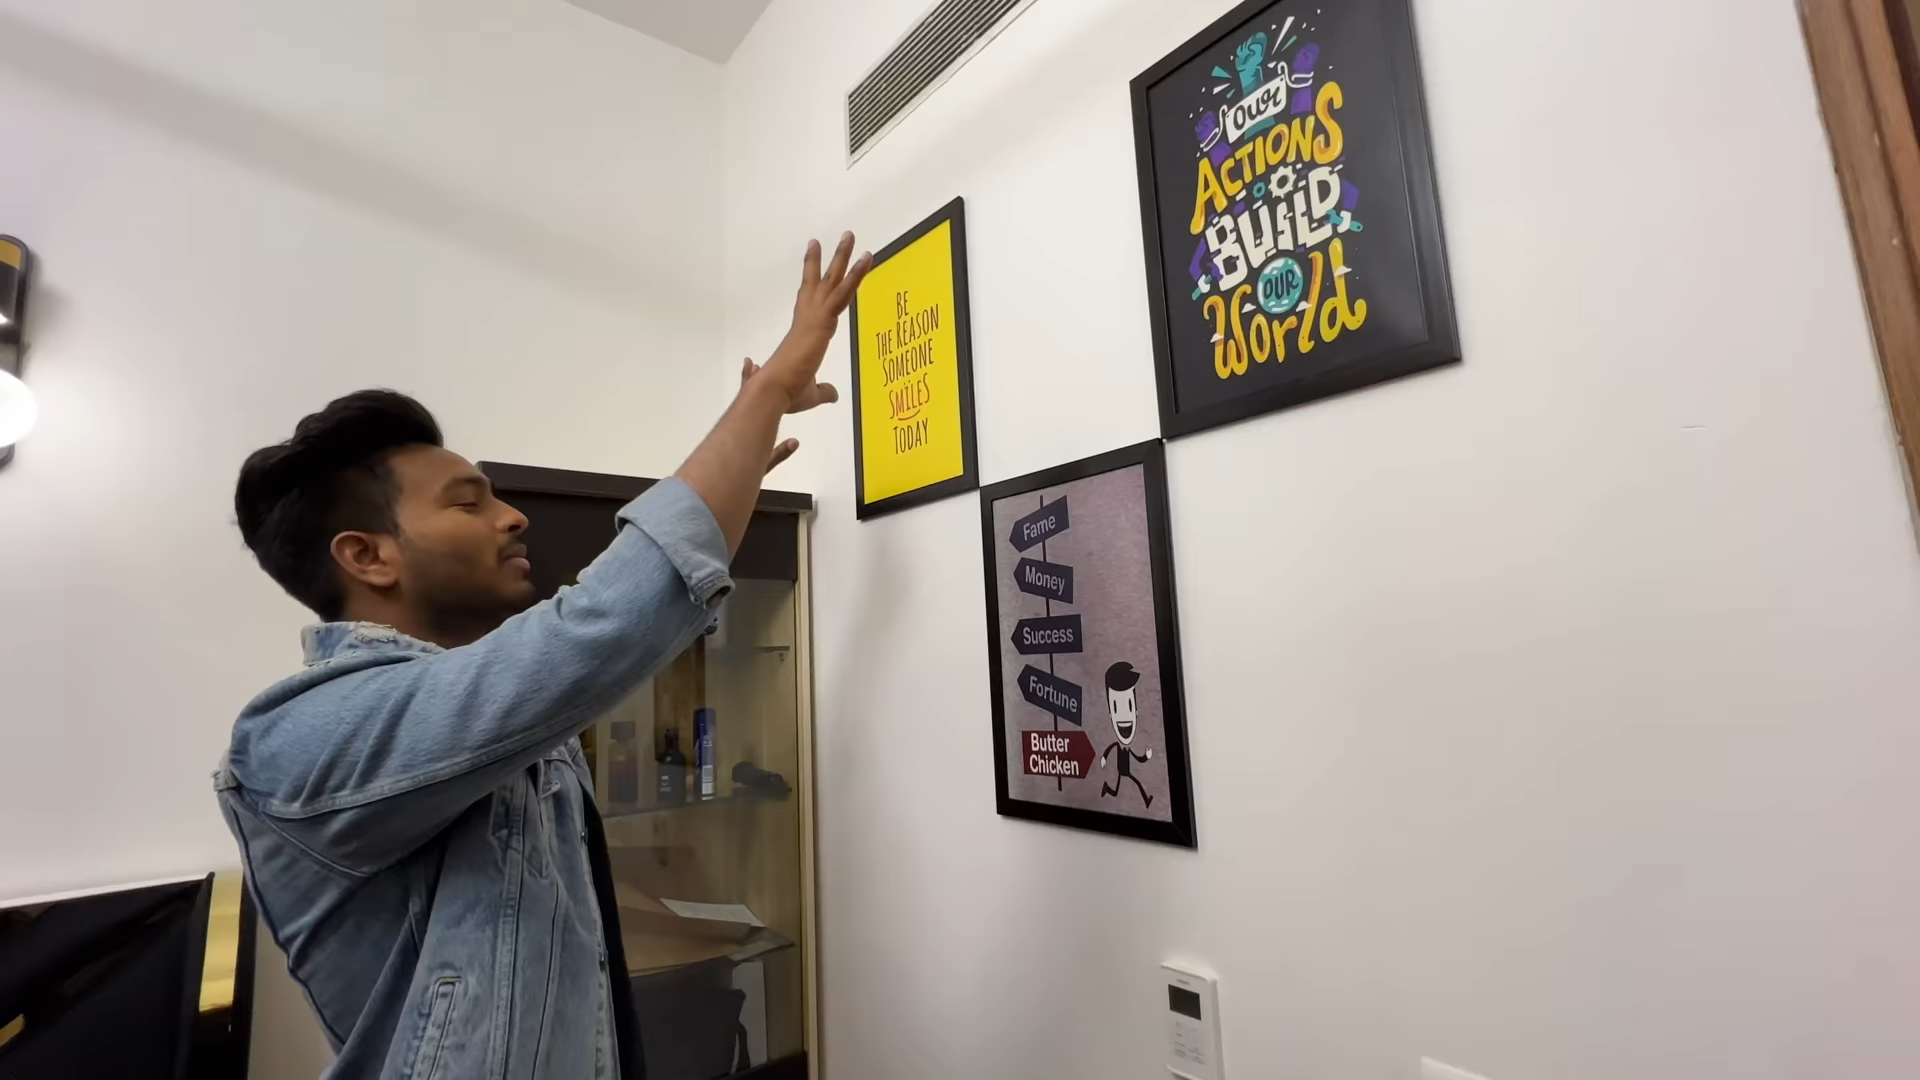 BE
THE REASON
SOMEONE
SMILES
TODAY
Our
ACTIONS
BUILD
OUR
World
Fame
Money
Success
Fortune
Butter
Chicken